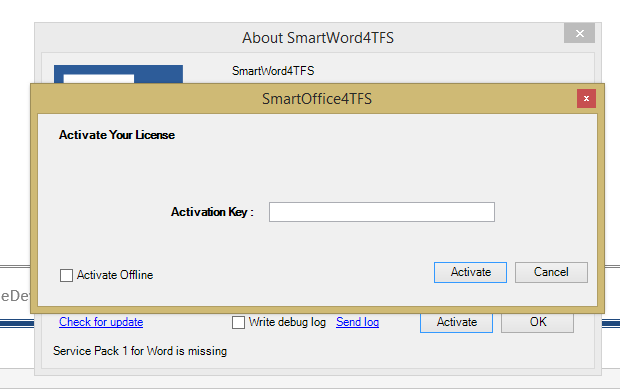 About SmartWord4TFS
SmartWord4TFS
SmartOffice4TFS
Activate Your License
Activation Key :
Activate Offline
Activate Cancel
eDe
Check for update Write debug log Send log Activate OK
Service Pack 1 for Word is missing